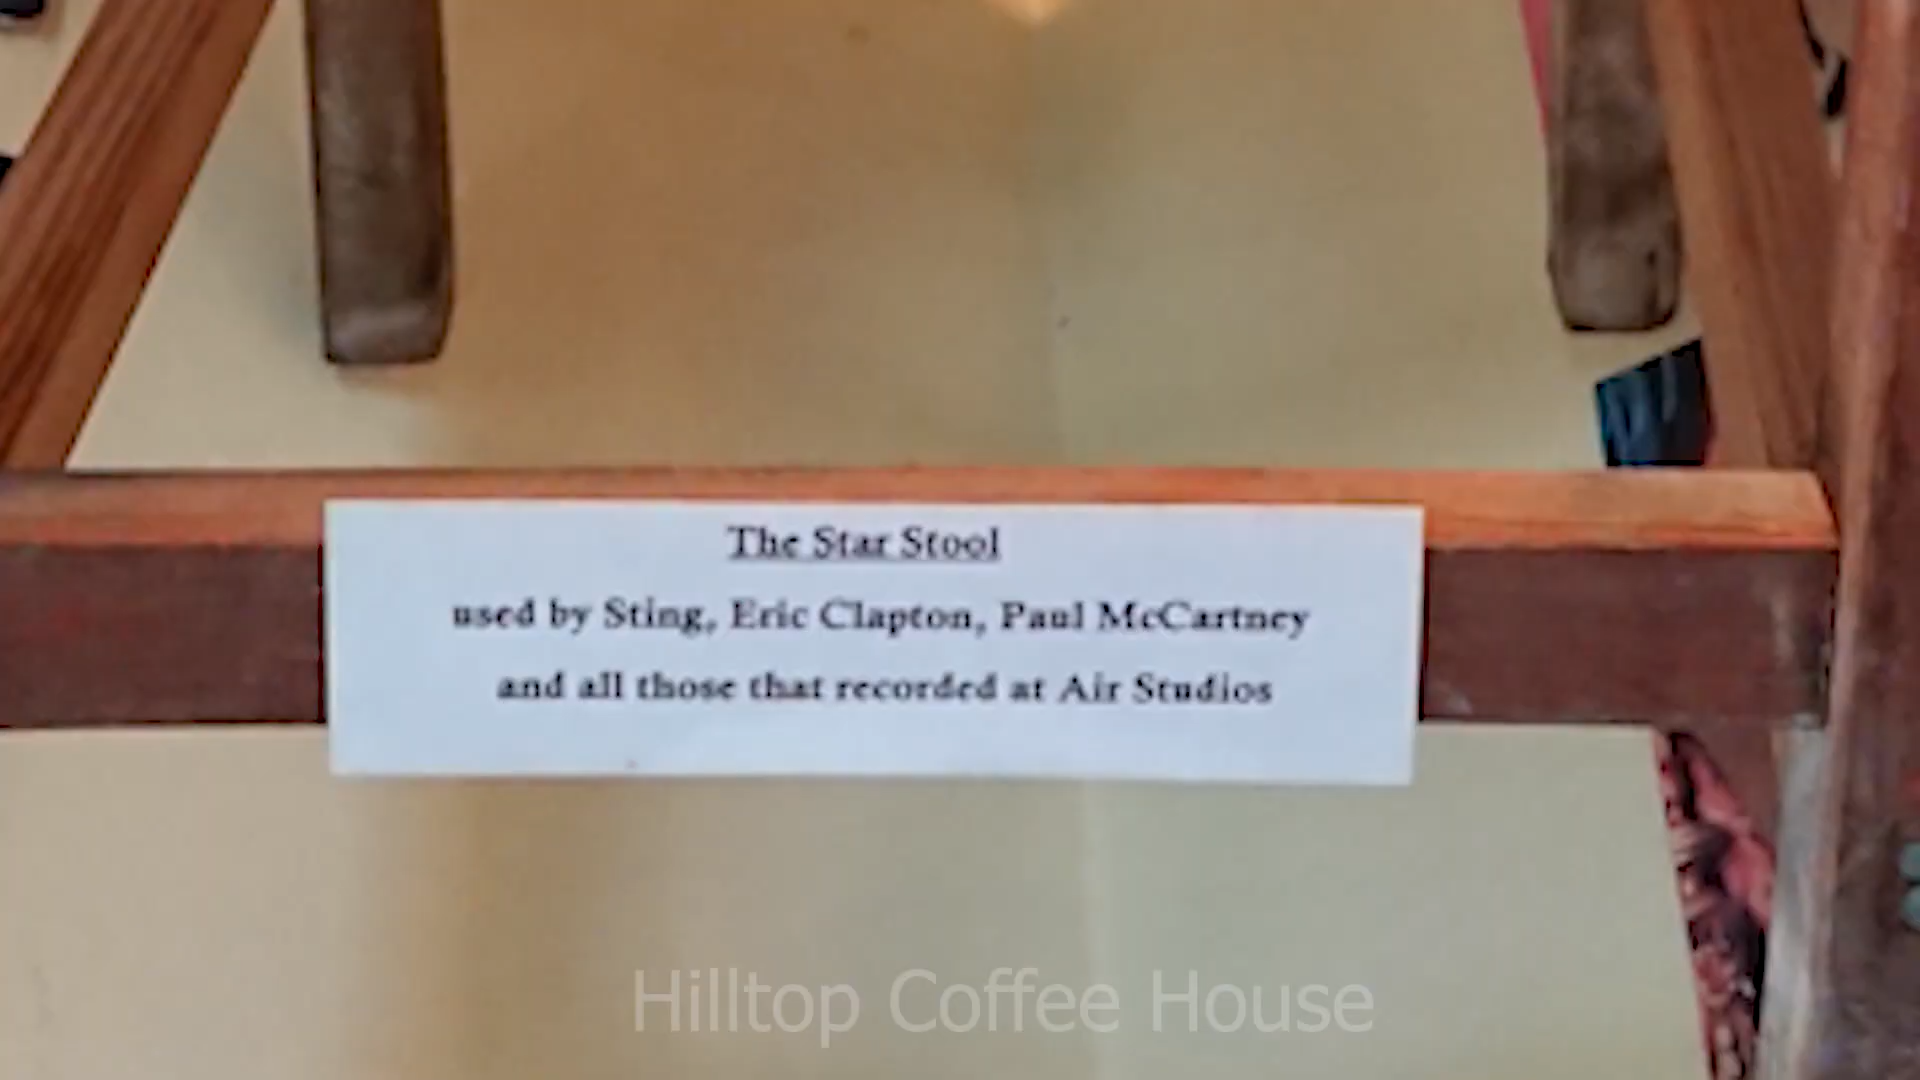 The Star Stool
used by Sting, Eric Clapton, Paul McCartney
and all those that recorded at Air Studios
Hilltop Coffee House